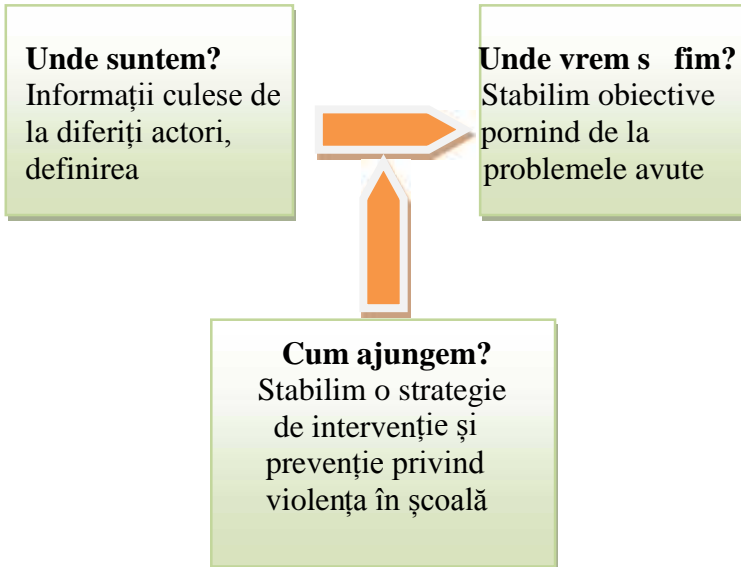 Unde suntem?
Informații culese de
la diferiți actori,
definirea
Unde vrem s fim?
Stabilim obiective
pornind de la
problemele avute
Cum ajungem?
Stabilim o strategie
de intervenție și
prevenție privind
violența în școală